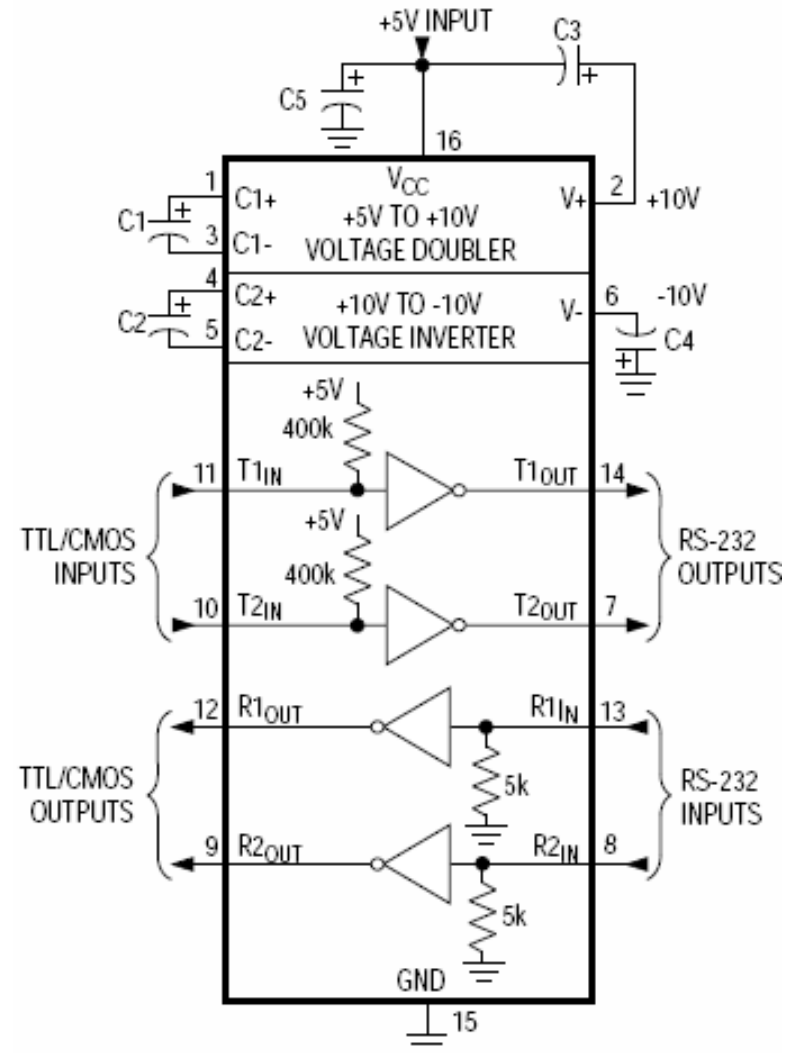 +5V INPUT
C3
+
C5
+
16
1
VCC
2
C1+
V+
+10V
C1
+
+5V TO +10V
3
C1-
VOLTAGE DOUBLER
4
C2+
6
-10V
C2
+
+10V TO -10V
V-
5
C2-
VOLTAGE INVERTER
C4
+
+5V
400k
11
T1IN
T1OUT
14
+5V
TTL/CMOS
INPUTS
RS-232
OUTPUTS
400k
10
T2IN
T2OUT
7
12
R1OUT
R1IN
13
TTL/CMOS
OUTPUTS
5k
RS-232
INPUTS
9
R2OUT
R2IN
8
5k
GND
15